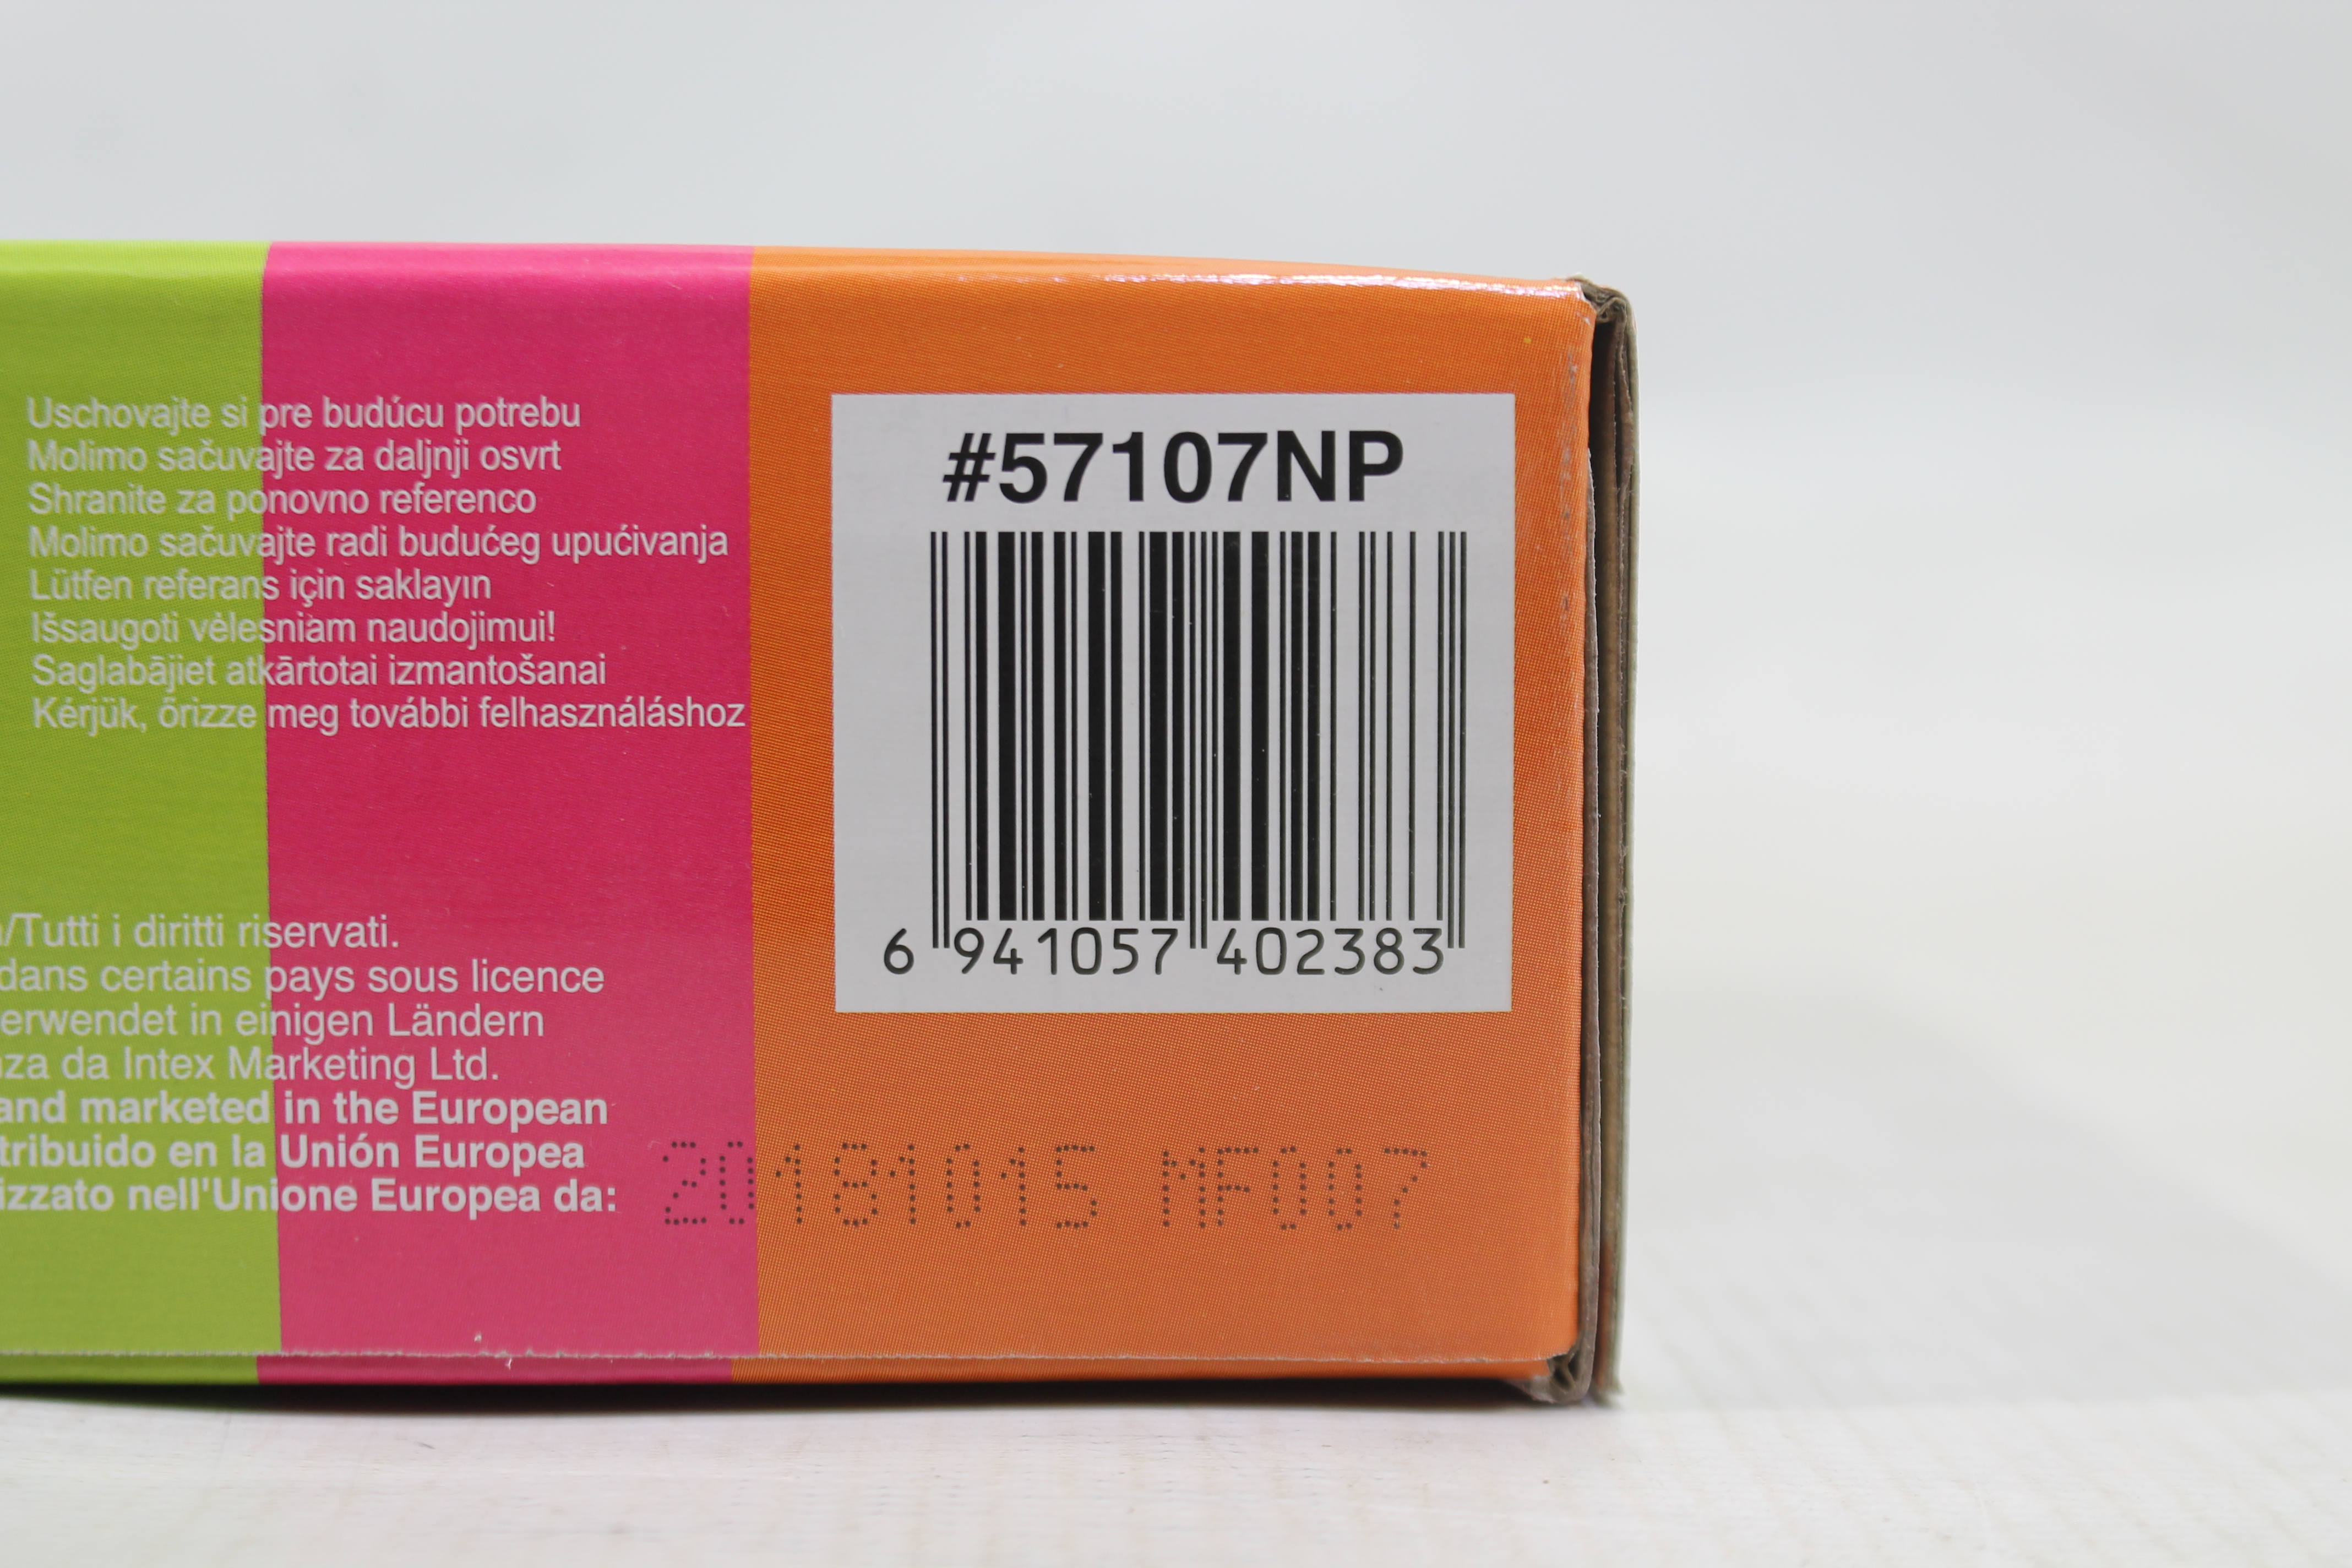 Uschovajte si pre budúcu potrebu
Molimo sačuvajte za daljnji osvrt
Shranite za ponovno referenco
Molimo sačuvajte radi budućeg upućivanja
Lütfen referans için saklayın
Išsaugoti vėlesniam naudojimui!
Saglabājiet atkārtotai izmantošanai
Kérjük, őrizze meg további felhasználáshoz
/Tutti i diritti riservati.
dans certains pays sous licence
erwendet in einigen Ländern
nza da Intex Marketing Ltd.
and marketed in the European
tribuido en la Unión Europea
izzato nell'Unione Europea da:
#57107NP
6 941057 402383
20181015 MF007